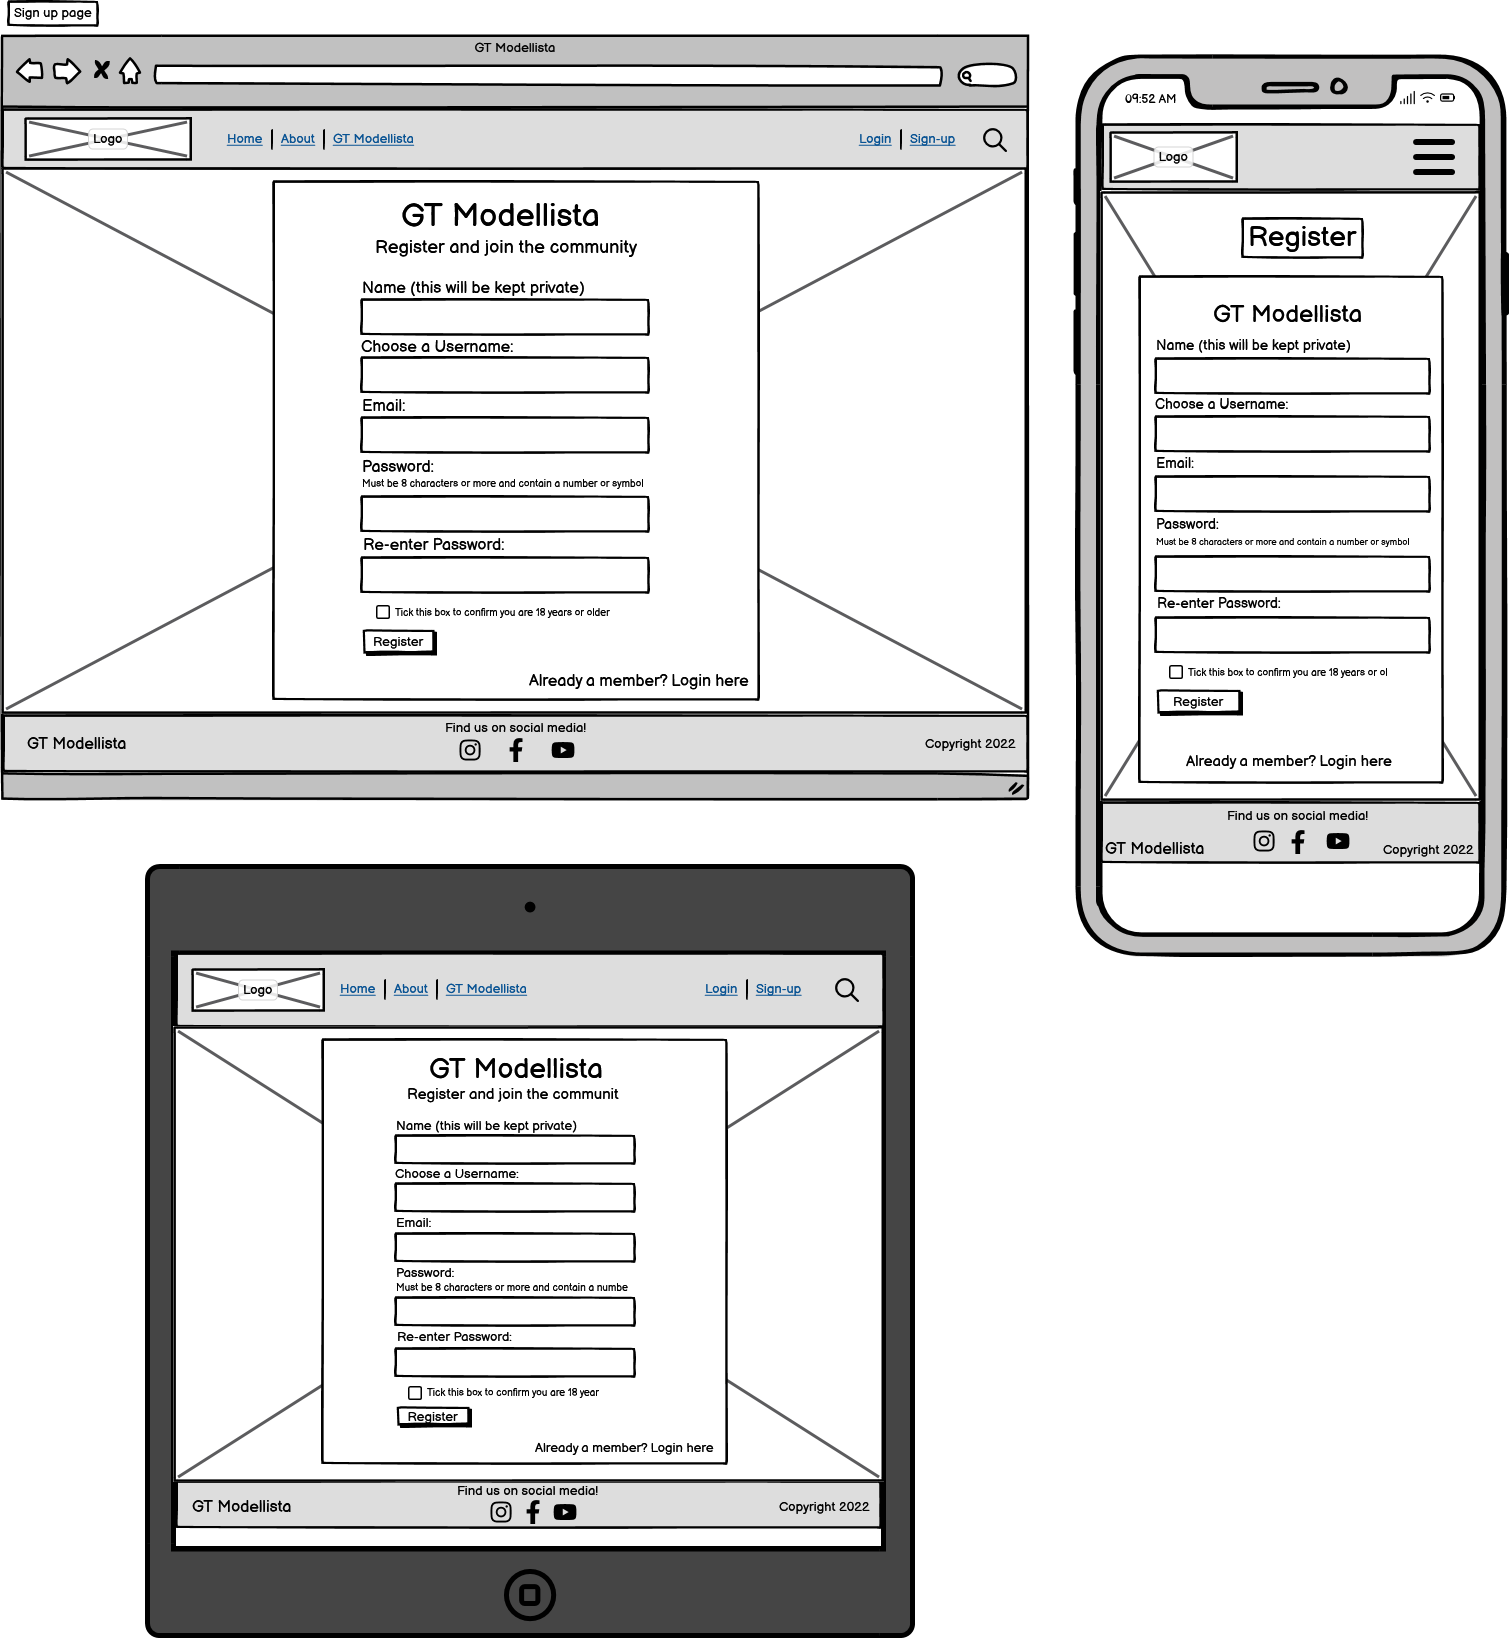 Sign up page
GT Modellista
Logo
Home
About
GT Modellista
Login
Sign-up
GT Modellista
Register and join the community
Name (this will be kept private)
Choose a Username:
Email:
Password:
Must be 8 characters or more and contain a number or symbol
Re-enter Password:
Tick this box to confirm you are 18 years or older
Register
Already a member? Login here
GT Modellista
Find us on social media!
Copyright 2022
09:52 AM
Logo
Register
GT Modellista
Name (this will be kept private)
Choose a Username:
Email:
Password:
Must be 8 characters or more and contain a number or symbol
Re-enter Password:
Tick this box to confirm you are 18 years or ol
Register
Already a member? Login here
Find us on social media!
GT Modellista
Copyright 2022
Logo
Home
About
GT Modellista
Login
Sign-up
GT Modellista
Register and join the communit
Name (this will be kept private)
Choose a Username:
Email:
Password:
Must be 8 characters or more and contain a numbe
Re-enter Password:
Tick this box to confirm you are 18 year
Register
Already a member? Login here
Find us on social media!
GT Modellista
Copyright 2022